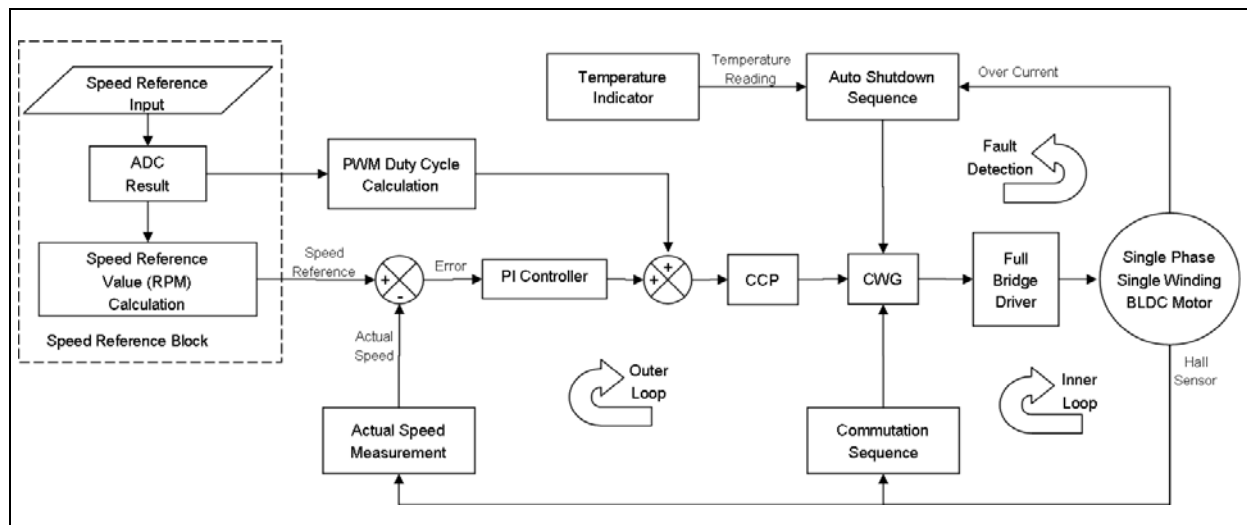 Speed Reference
Input
ADC
Result
Speed Reference
Value (RPM)
Calculation
Speed Reference Block
PWM Duty Cycle
Calculation
Speed
Reference
+
-
Error
PI Controller
+
+
Actual
Speed
Actual Speed
Measurement
Outer
Loop
Temperature
Indicator
Temperature
Reading
Auto Shutdown
Sequence
Over Current
Fault
Detection
CCP
CWG
Full
Bridge
Driver
Single Phase
Single Winding
BLDC Motor
Hall
Sensor
Inner
Loop
Commutation
Sequence